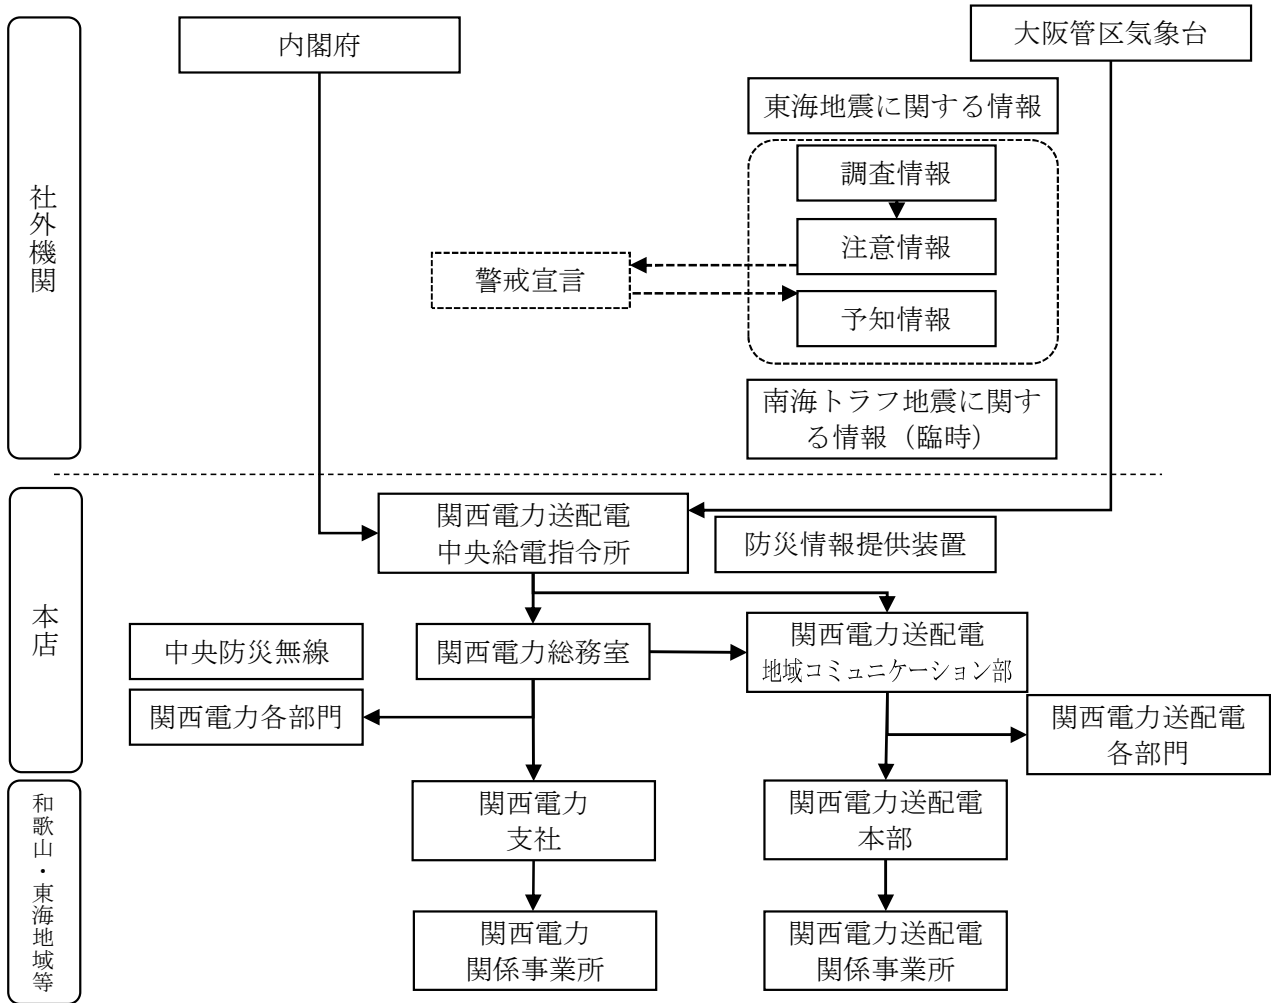 社外機関
内閣府
大阪管区気象台
東海地震に関する情報
調査情報
注意情報
警戒宣言
予知情報
南海トラフ地震に関す
る情報（臨時）
本店
関西電力送配電
中央給電指令所
防災情報提供装置
中央防災無線
関西電力総務室
関西電力送配電
地域コミュニケーション部
関西電力各部門
関西電力送配電
各部門
和歌山・東海地域等
関西電力
支社
関西電力送配電
本部
関西電力
関係事業所
関西電力送配電
関係事業所